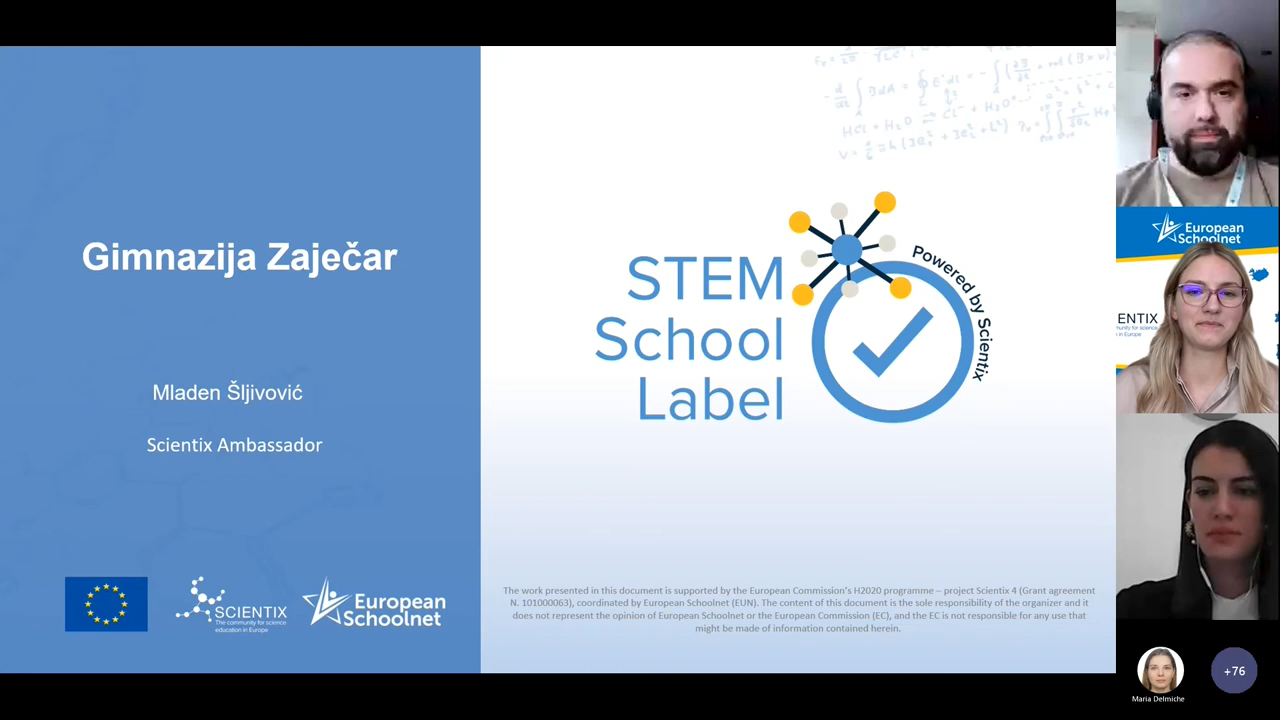 Gimnazija Zaječar
Mladen Šljivović
Scientix Ambassador
SCIENTIX
The community for science
education in Europe
European
Schoolnet
STEM
School
Label
Powered by Scientix
The work presented in this document is supported by the European Commission's H2020 programme – project Scientix 4 (Grant agreement
N. 101000063), coordinated by European Schoolnet (EUN). The content of this document is the sole responsibility of the organizer and it
does not represent the opinion of European Schoolnet or the European Commission (EC), and the EC is not responsible for any use that
might be made of information contained herein.
European
Schoolnet
ENTIX
Maria Delmiche
+76